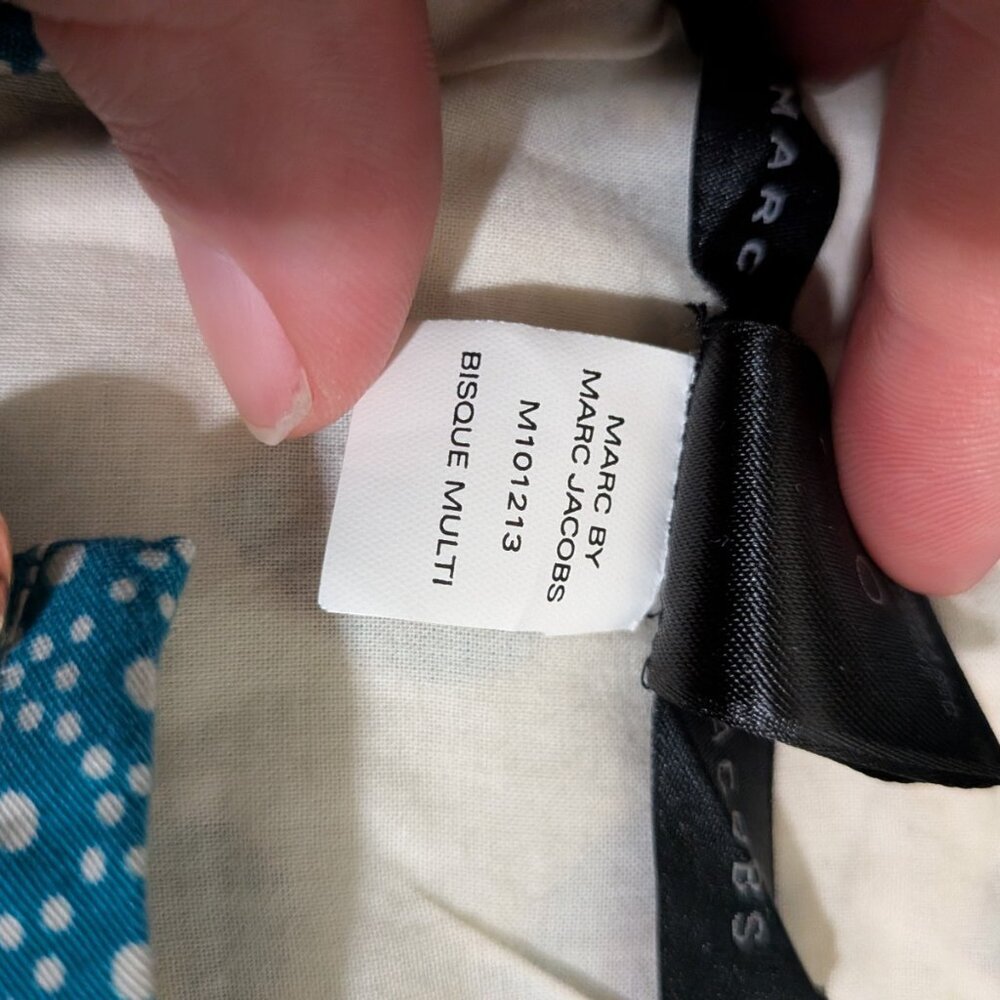 MARC BY
MARC JACOBS
M101213
BISQUE MULTI
MARC